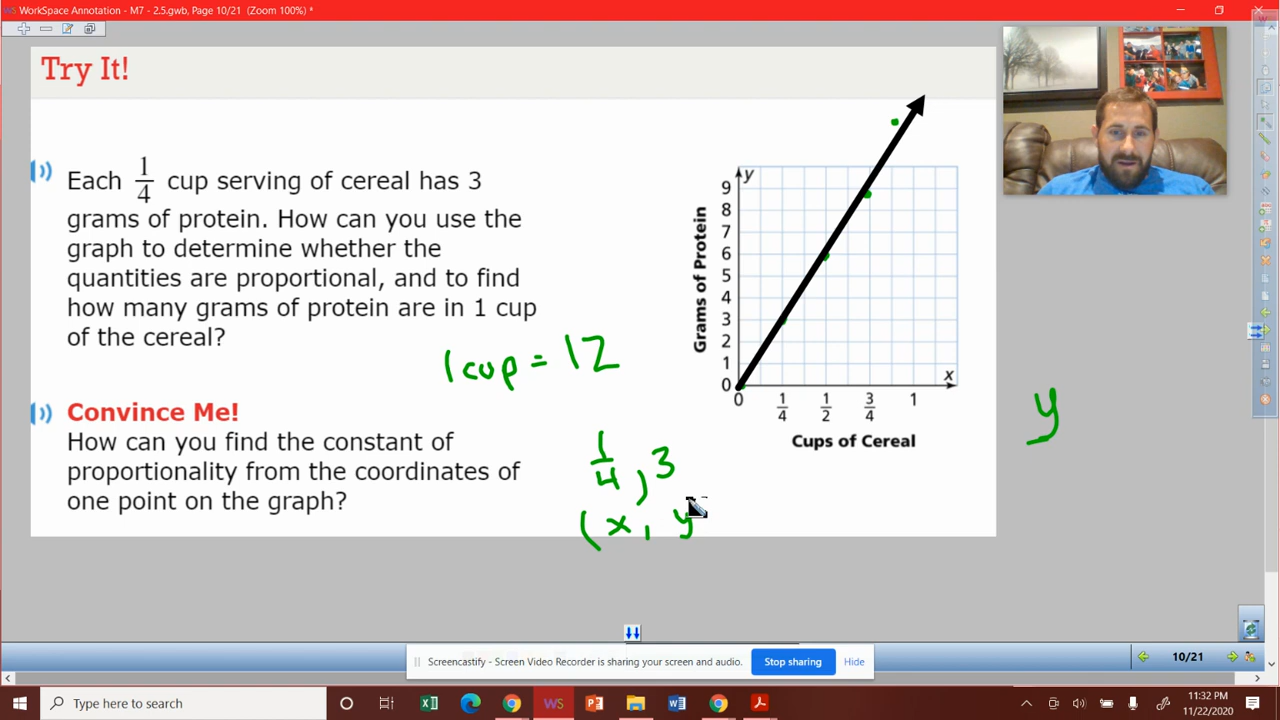 WorkSpace Annotation - M7 - 2.5.gwb, Page 10/21 (Zoom 100%) *
Try It!
Each 1/4 cup serving of cereal has 3
grams of protein. How can you use the
graph to determine whether the
quantities are proportional, and to find
how many grams of protein are in 1 cup
of the cereal?
1 cup = 12
Convince Me!
How can you find the constant of
proportionality from the coordinates of
one point on the graph?
1/4 , 3
(x, y
y
9
8
7
6
5
4
3
2
1
0
x
0 1/4 1/2 3/4 1
Grams of Protein
Cups of Cereal
y
10/21
Screencastify - Screen Video Recorder is sharing your screen and audio.
Stop sharing
Hide
Type here to search
11:32 PM
11/22/2020